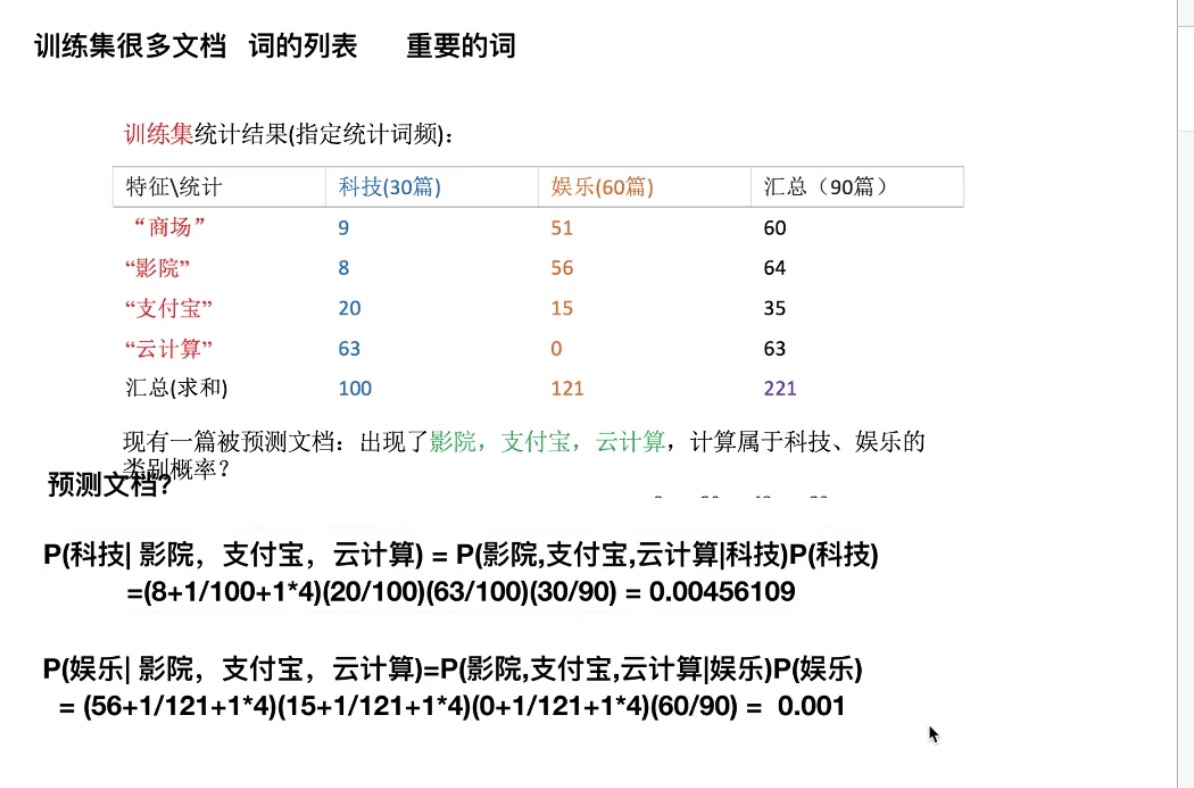 训练集很多文档 词的列表 重要的词
训练集统计结果(指定统计词频)：
特征\统计 科技(30篇) 娱乐(60篇) 汇总（90篇）
“商场” 9 51 60
“影院” 8 56 64
“支付宝” 20 15 35
“云计算” 63 0 63
汇总(求和) 100 121 221
现有一篇被预测文档：出现了影院，支付宝，云计算，计算属于科技、娱乐的
类别概率？
预测文档?
P(科技| 影院，支付宝，云计算) = P(影院,支付宝,云计算|科技)P(科技)
=(8+1/100+1*4)(20/100)(63/100)(30/90) = 0.00456109
P(娱乐| 影院，支付宝，云计算)=P(影院,支付宝,云计算|娱乐)P(娱乐)
= (56+1/121+1*4)(15+1/121+1*4)(0+1/121+1*4)(60/90) = 0.001